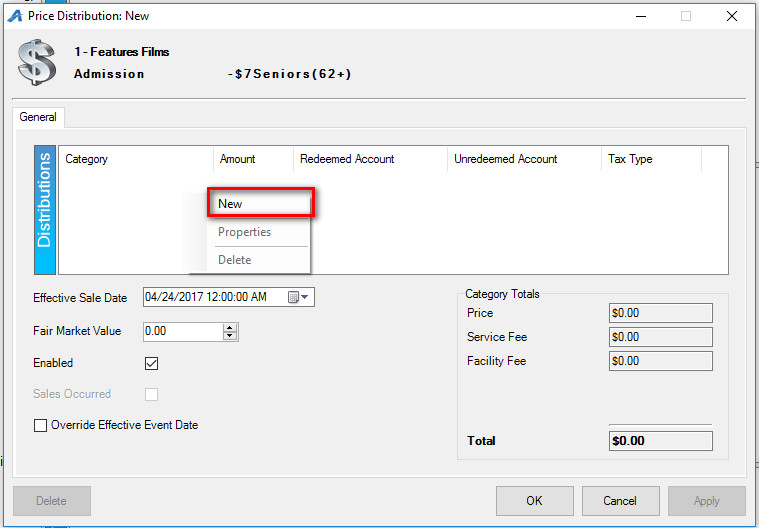 Price Distribution: New
1 - Features Films
Admission -$7Seniors(62+)
General
Distributions
Category Amount Redeemed Account Unredeemed Account Tax Type
New
Properties
Delete
Effective Sale Date 04/24/2017 12:00:00 AM
Fair Market Value 0.00
Enabled
Sales Occurred
Override Effective Event Date
Category Totals
Price $0.00
Service Fee $0.00
Facility Fee $0.00
Total $0.00
Delete OK Cancel Apply